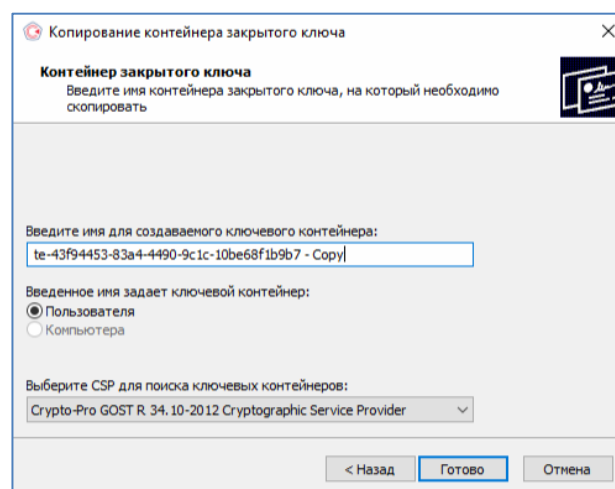 Копирование контейнера закрытого ключа
Контейнер закрытого ключа
Введите имя контейнера закрытого ключа, на который необходимо
скопировать
Введите имя для создаваемого ключевого контейнера:
te-43f94453-83a4-4490-9c1c-10be68f1b9b7 - Copy
Введенное имя задает ключевой контейнер:
Пользователя
Компьютера
Выберите CSP для поиска ключевых контейнеров:
Crypto-Pro GOST R 34.10-2012 Cryptographic Service Provider
< Назад Готово Отмена